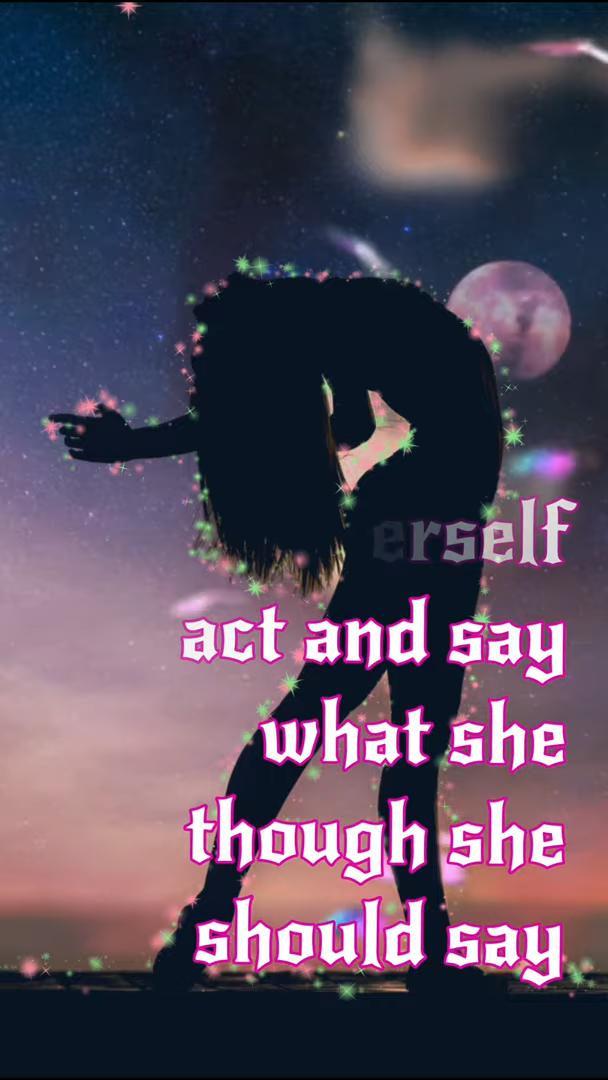 erself
act and say
what she
though she
should say